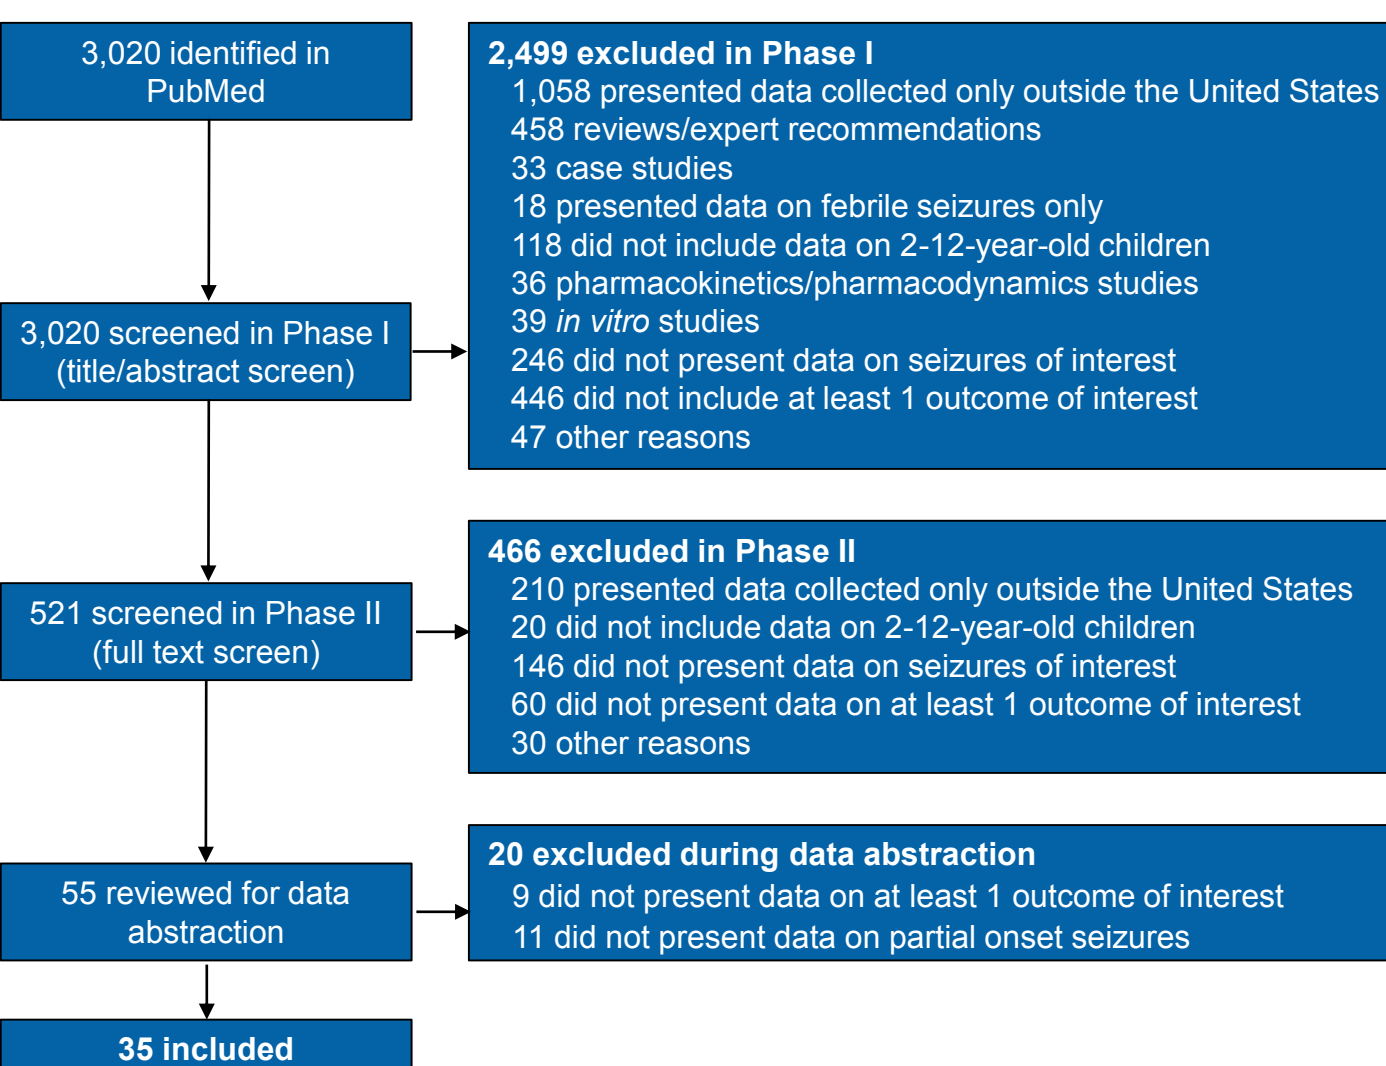 3,020 identified in
PubMed
2,499 excluded in Phase I
1,058 presented data collected only outside the United States
458 reviews/expert recommendations
33 case studies
18 presented data on febrile seizures only
118 did not include data on 2-12-year-old children
36 pharmacokinetics/pharmacodynamics studies
39 in vitro studies
246 did not present data on seizures of interest
446 did not include at least 1 outcome of interest
47 other reasons
3,020 screened in Phase I
(title/abstract screen)
466 excluded in Phase II
210 presented data collected only outside the United States
20 did not include data on 2-12-year-old children
146 did not present data on seizures of interest
60 did not present data on at least 1 outcome of interest
30 other reasons
521 screened in Phase II
(full text screen)
20 excluded during data abstraction
9 did not present data on at least 1 outcome of interest
11 did not present data on partial onset seizures
55 reviewed for data
abstraction
35 included